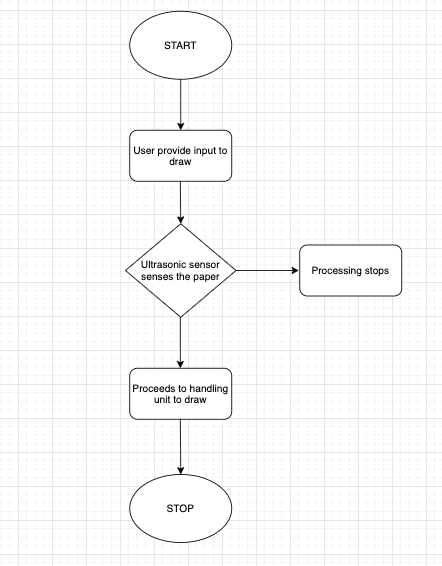 START
User provide input to
draw
Ultrasonic sensor
senses the paper
Processing stops
Proceeds to handling
unit to draw
STOP